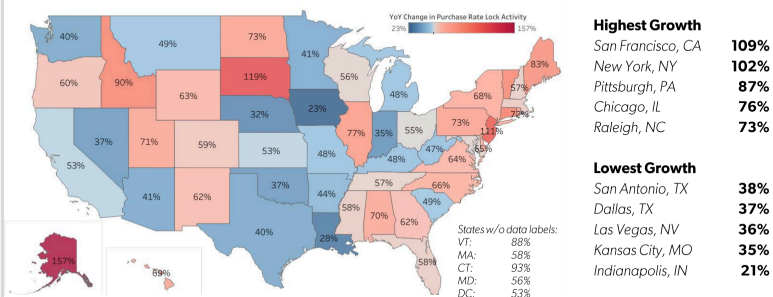 YoY Change in Purchase Rate Lock Activity
23% 157%
40%
49%
73%
41%
83%
60%
90%
119%
56%
48%
68%
57%
63%
23%
73%
72%
32%
77%
35%
55%
111%
37%
71%
59%
53%
48%
48%
47%
65%
64%
53%
41%
62%
37%
44%
57%
66%
49%
40%
58%
70%
62%
28%
58%
157%
69%
States w/o data labels:
VT: 88%
MA: 58%
CT: 93%
MD: 56%
DC: 53%
Highest Growth
San Francisco, CA 109%
New York, NY 102%
Pittsburgh, PA 87%
Chicago, IL 76%
Raleigh, NC 73%
Lowest Growth
San Antonio, TX 38%
Dallas, TX 37%
Las Vegas, NV 36%
Kansas City, MO 35%
Indianapolis, IN 21%